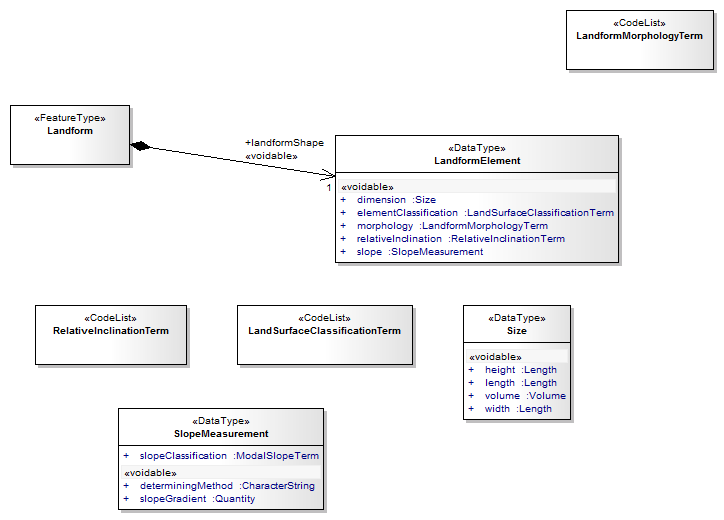 «CodeList»
LandformMorphologyTerm
«FeatureType»
Landform
+landformShape
«voidable»
1
«DataType»
LandformElement
«voidable»
+ dimension :Size
+ elementClassification :LandSurfaceClassificationTerm
+ morphology :LandformMorphologyTerm
+ relativeInclination :RelativeInclinationTerm
+ slope :SlopeMeasurement
«CodeList»
RelativeInclinationTerm
«CodeList»
LandSurfaceClassificationTerm
«DataType»
Size
«voidable»
+ height :Length
+ length :Length
+ volume :Volume
+ width :Length
«DataType»
SlopeMeasurement
+ slopeClassification :ModalSlopeTerm
«voidable»
+ determiningMethod :CharacterString
+ slopeGradient :Quantity